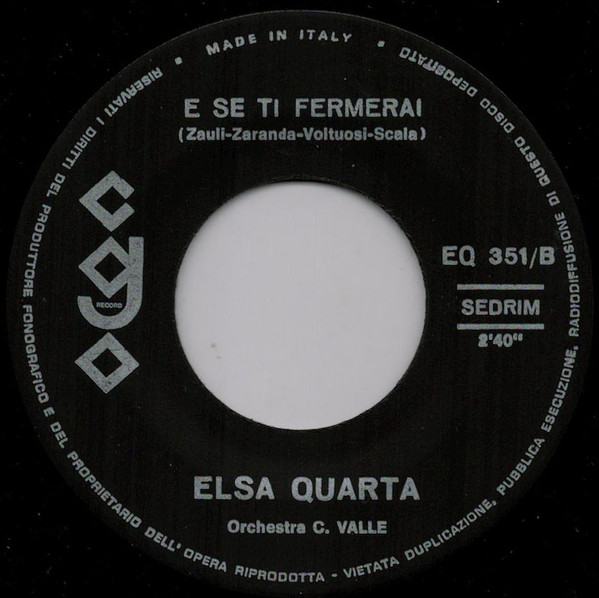 MADE IN ITALY
E SE TI FERMERAI
(Zauli-Zaranda-Voltuosi-Scala)
EQ 351/B
SEDRIM
2'40"
RECORD
ELSA QUARTA
Orchestra C. VALLE
RISERVATI I DIRITTI DEL PRODUTTORE FONOGRAFICO E DEL PROPRIETARIO DELL'OPERA RIPRODOTTA - VIETATA DUPLICAZIONE, PUBBLICA ESECUZIONE, RADIODIFFUSIONE DI QUESTO DISCO DEPOSITATO